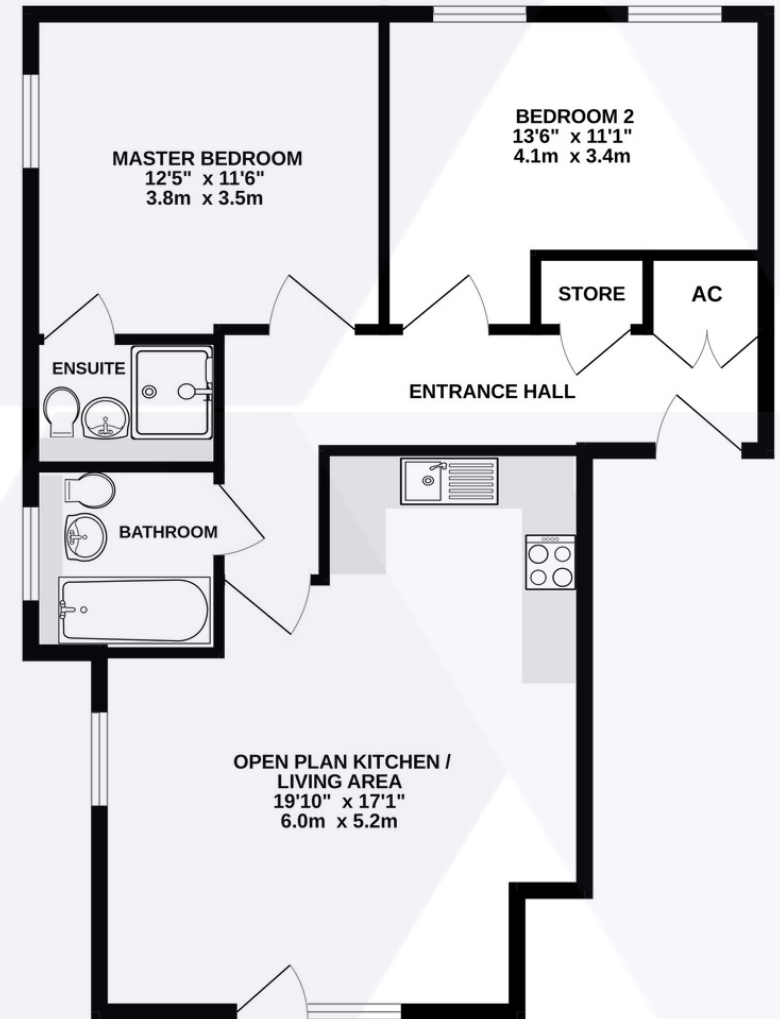 MASTER BEDROOM
12'5" x 11'6"
3.8m x 3.5m
BEDROOM 2
13'6" x 11'1"
4.1m x 3.4m
STORE
AC
ENSUITE
ENTRANCE HALL
BATHROOM
OPEN PLAN KITCHEN /
LIVING AREA
19'10" x 17'1"
6.0m x 5.2m